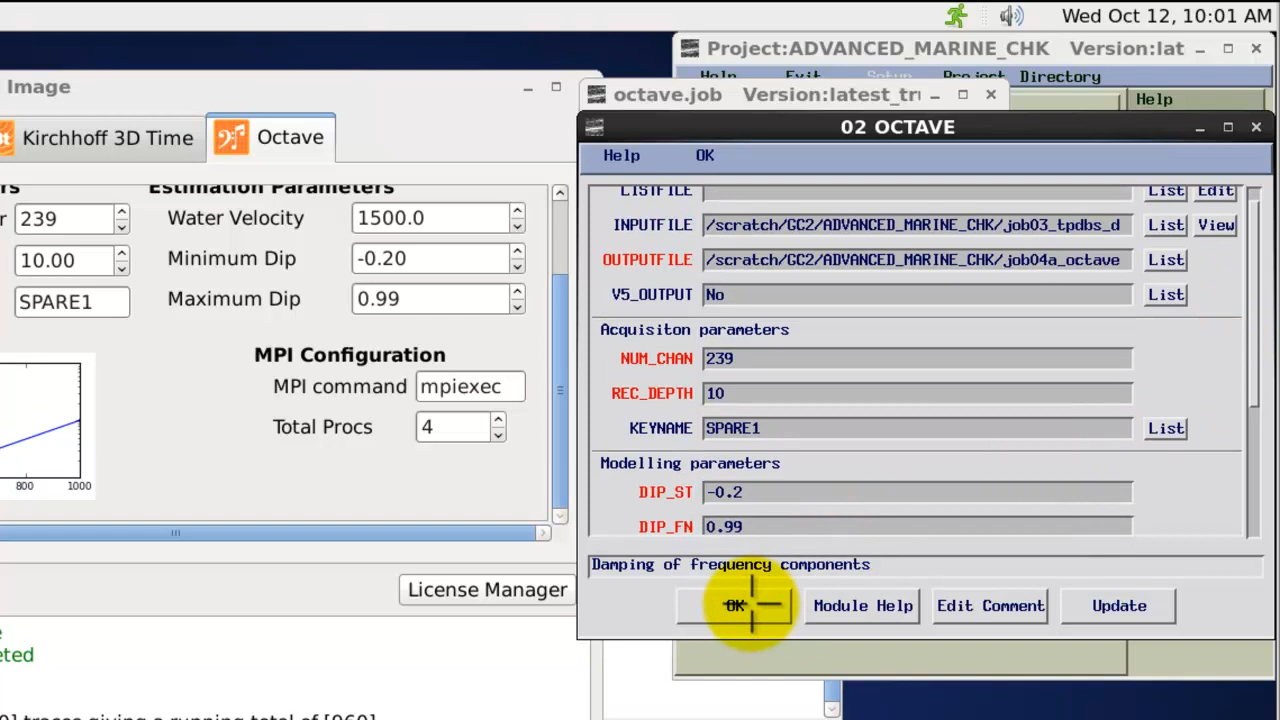 Wed Oct 12, 10:01 AM
Project:ADVANCED_MARINE_CHK Version:lat
Help Exit Setup Project Directory
Help
Image
Kirchhoff 3D Time
Octave
Estimation Parameters
239
Water Velocity 1500.0
10.00
Minimum Dip -0.20
SPARE1
Maximum Dip 0.99
MPI Configuration
MPI command mpiexec
Total Procs 4
800 1000
License Manager
octave.job Version:latest_tru
02 OCTAVE
Help OK
LISTFILE List Edit
INPUTFILE /scratch/GC2/ADVANCED_MARINE_CHK/job03_tpdbs_d List View
OUTPUTFILE /scratch/GC2/ADVANCED_MARINE_CHK/job04a_octave List
V5_OUTPUT No List
Acquisiton parameters
NUM_CHAN 239
REC_DEPTH 10
KEYNAME SPARE1 List
Modelling parameters
DIP_ST -0.2
DIP_FN 0.99
Damping of frequency components
OK Module Help Edit Comment Update
eted
traces giving a running total of [960]